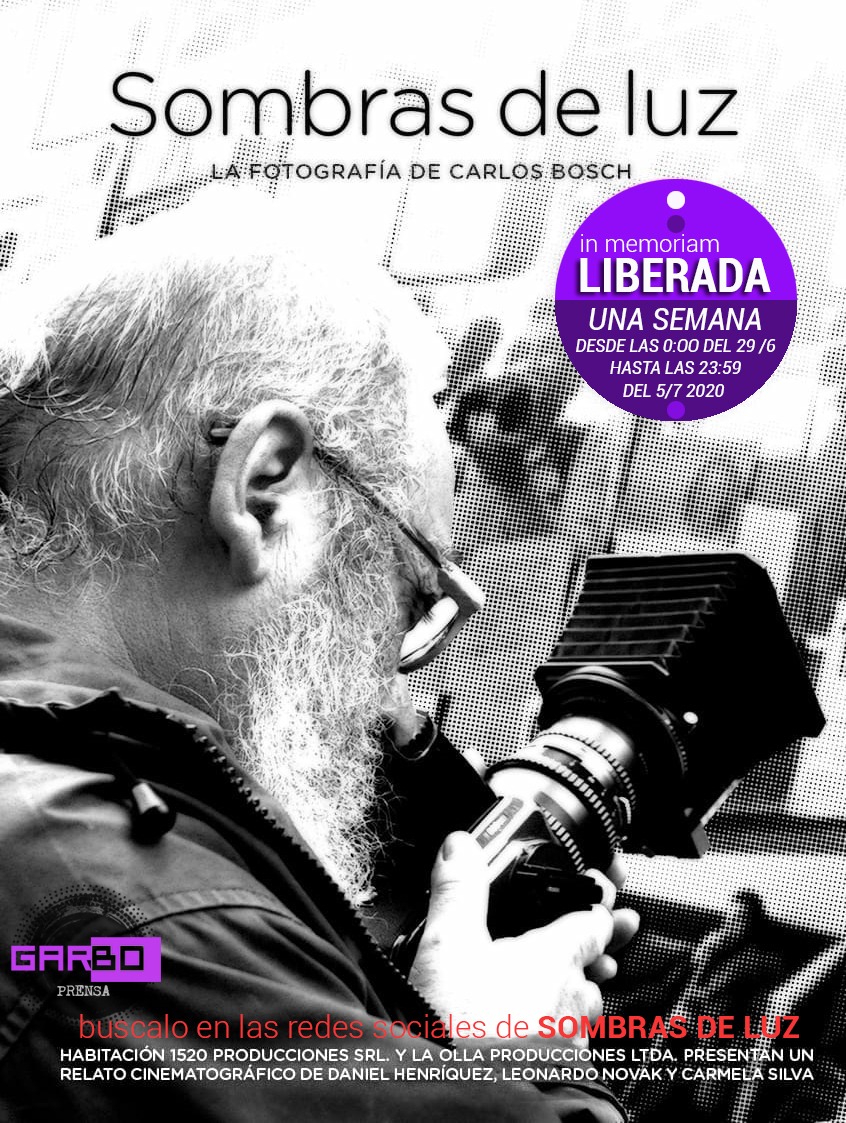 Sombras de luz
LA FOTOGRAFÍA DE CARLOS BOSCH
in memoriam
LIBERADA
UNA SEMANA
DESDE LAS 0:00 DEL 29 /6
HASTA LAS 23:59
DEL 5/7 2020
GARBO
PRENSA
buscalo en las redes sociales de SOMBRAS DE LUZ
HABITACIÓN 1520 PRODUCCIONES SRL. Y LA OLLA PRODUCCIONES LTDA. PRESENTAN UN
RELATO CINEMATOGRÁFICO DE DANIEL HENRÍQUEZ, LEONARDO NOVAK Y CARMELA SILVA